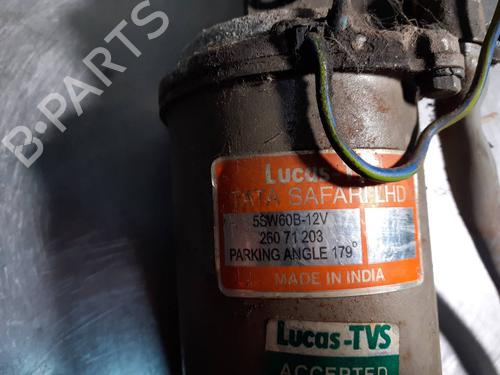 B-PARTS
Lucas-
TATA SAFARI LHD
5SW60B-12V
260 71 203
PARKING ANGLE 179°
MADE IN INDIA
Lucas-TVS
ACCEPTED